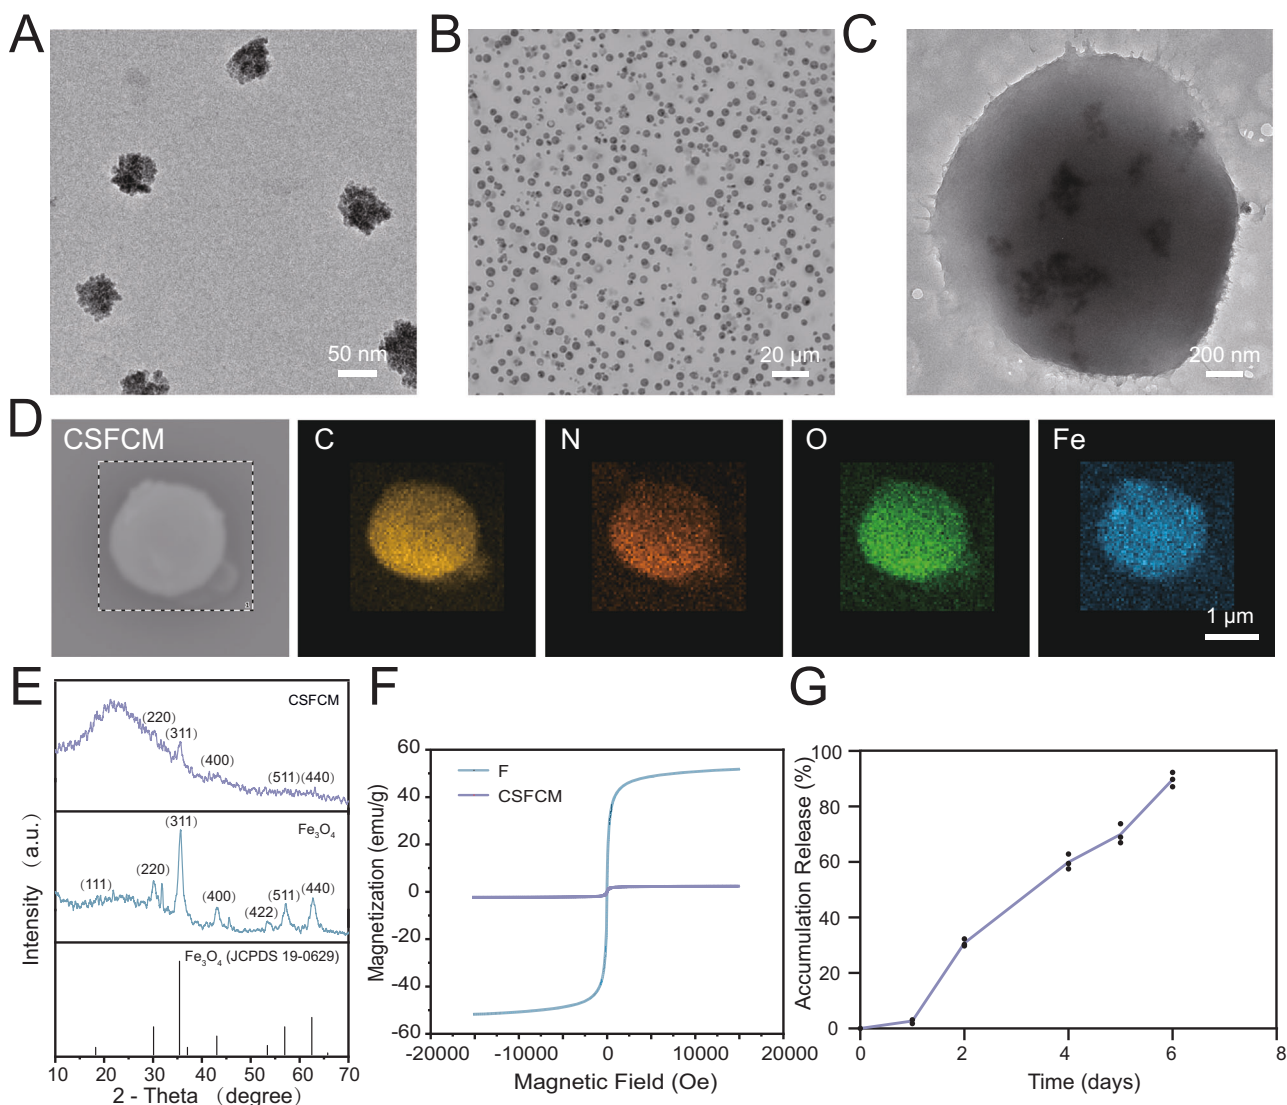 A
B
C
50 nm
20 µm
200 nm
D
CSFCM
C
N
O
Fe
1
1 µm
E
F
G
CSFCM
(220)
(311)
(400)
(511)
(440)
Fe3O4
(311)
(111)
(220)
(400)
(422)
(511)
(440)
Fe3O4 (JCPDS 19-0629)
Intensity (a.u.)
10 20 30 40 50 60 70
2 - Theta (degree)
Magnetization (emu/g)
60
40
20
0
-20
-40
-60
F
CSFCM
-20000 -10000 0 10000 20000
Magnetic Field (Oe)
Accumulation Release (%)
100
80
60
40
20
0
0 2 4 6 8
Time (days)